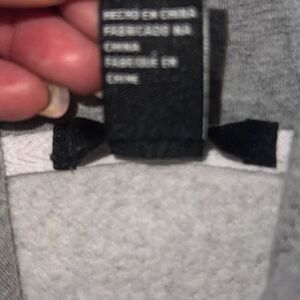 HECHO EN CHINA
FABRICADO NA
CHINA
FABRIQUÉ EN
CHINE